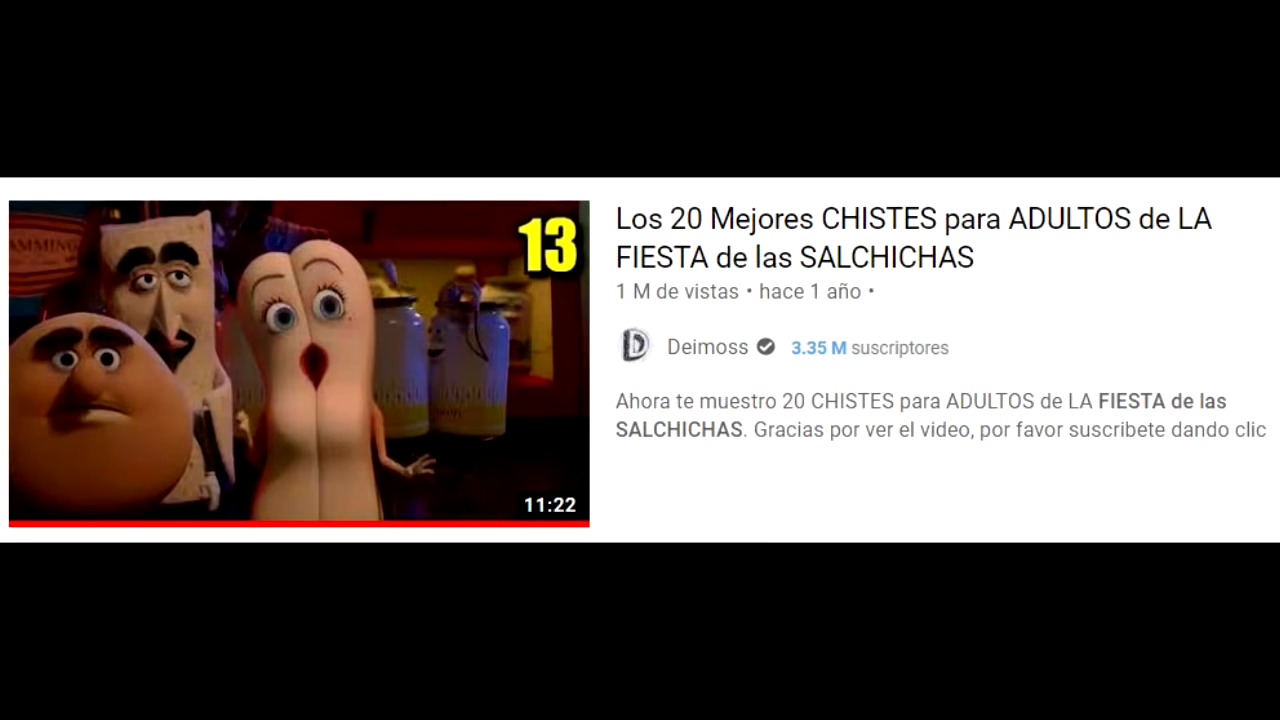 AMMING
13
11:22
Los 20 Mejores CHISTES para ADULTOS de LA
FIESTA de las SALCHICHAS
1 M de vistas • hace 1 año •
Deimoss
3.35 M suscriptores
Ahora te muestro 20 CHISTES para ADULTOS de LA FIESTA de las
SALCHICHAS. Gracias por ver el video, por favor suscribete dando clic